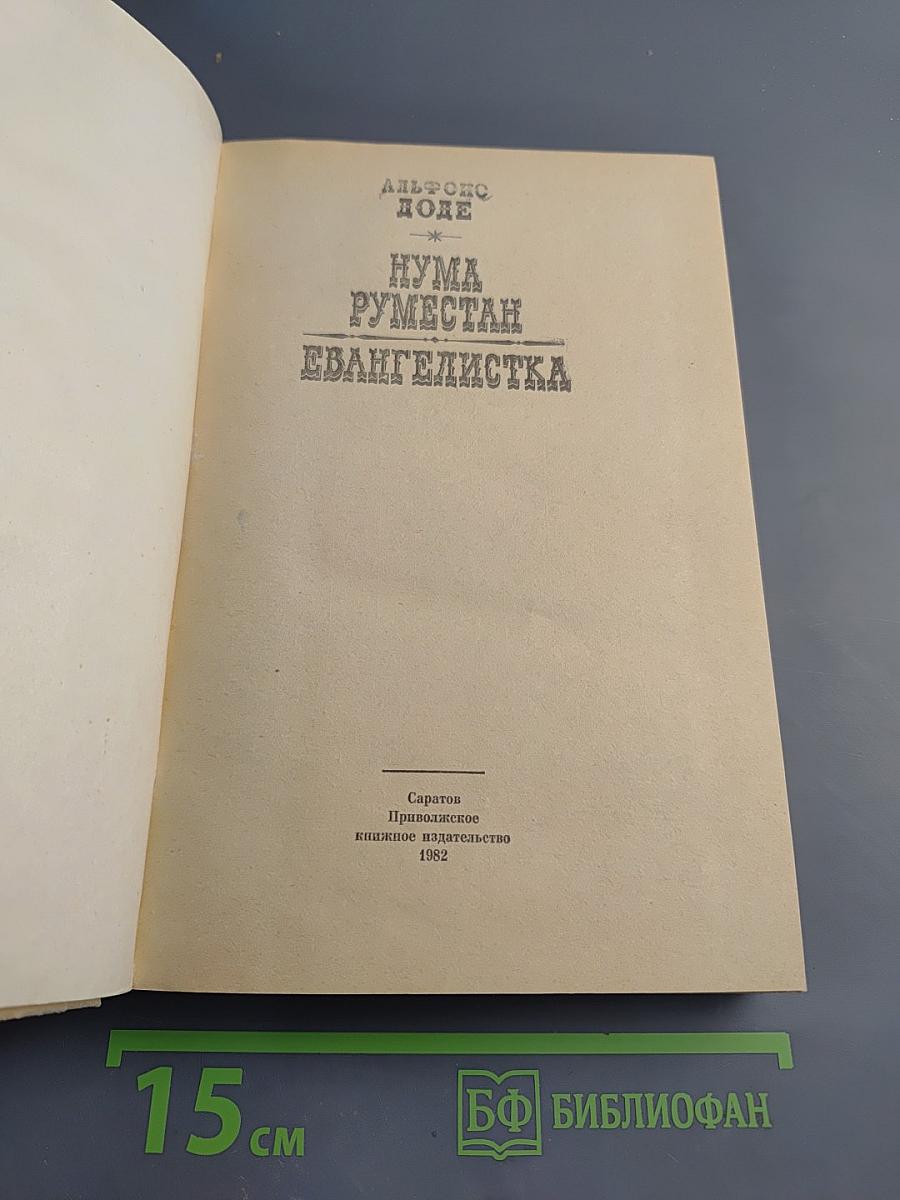 АЛЬФОНС
ДОДЕ
НУМА
РУМЕСТАН
ЕВАНГЕЛИСТКА
Саратов
Приволжское
книжное издательство
1982
15 см
БФ БИБЛИОФАН